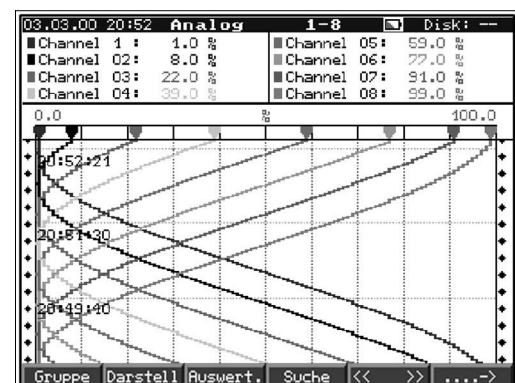 03.03.00 20:52 Analog 1-8 Disk: --
Channel 1 : 1.0 %
Channel 02: 8.0 %
Channel 03: 22.0 %
Channel 04: 39.0 %
Channel 05: 59.0 %
Channel 06: 77.0 %
Channel 07: 91.0 %
Channel 08: 99.0 %
0.0 % 100.0
20:52:21
20:51:30
20:49:40
Gruppe Darstell Auswert. Suche << >> ....->